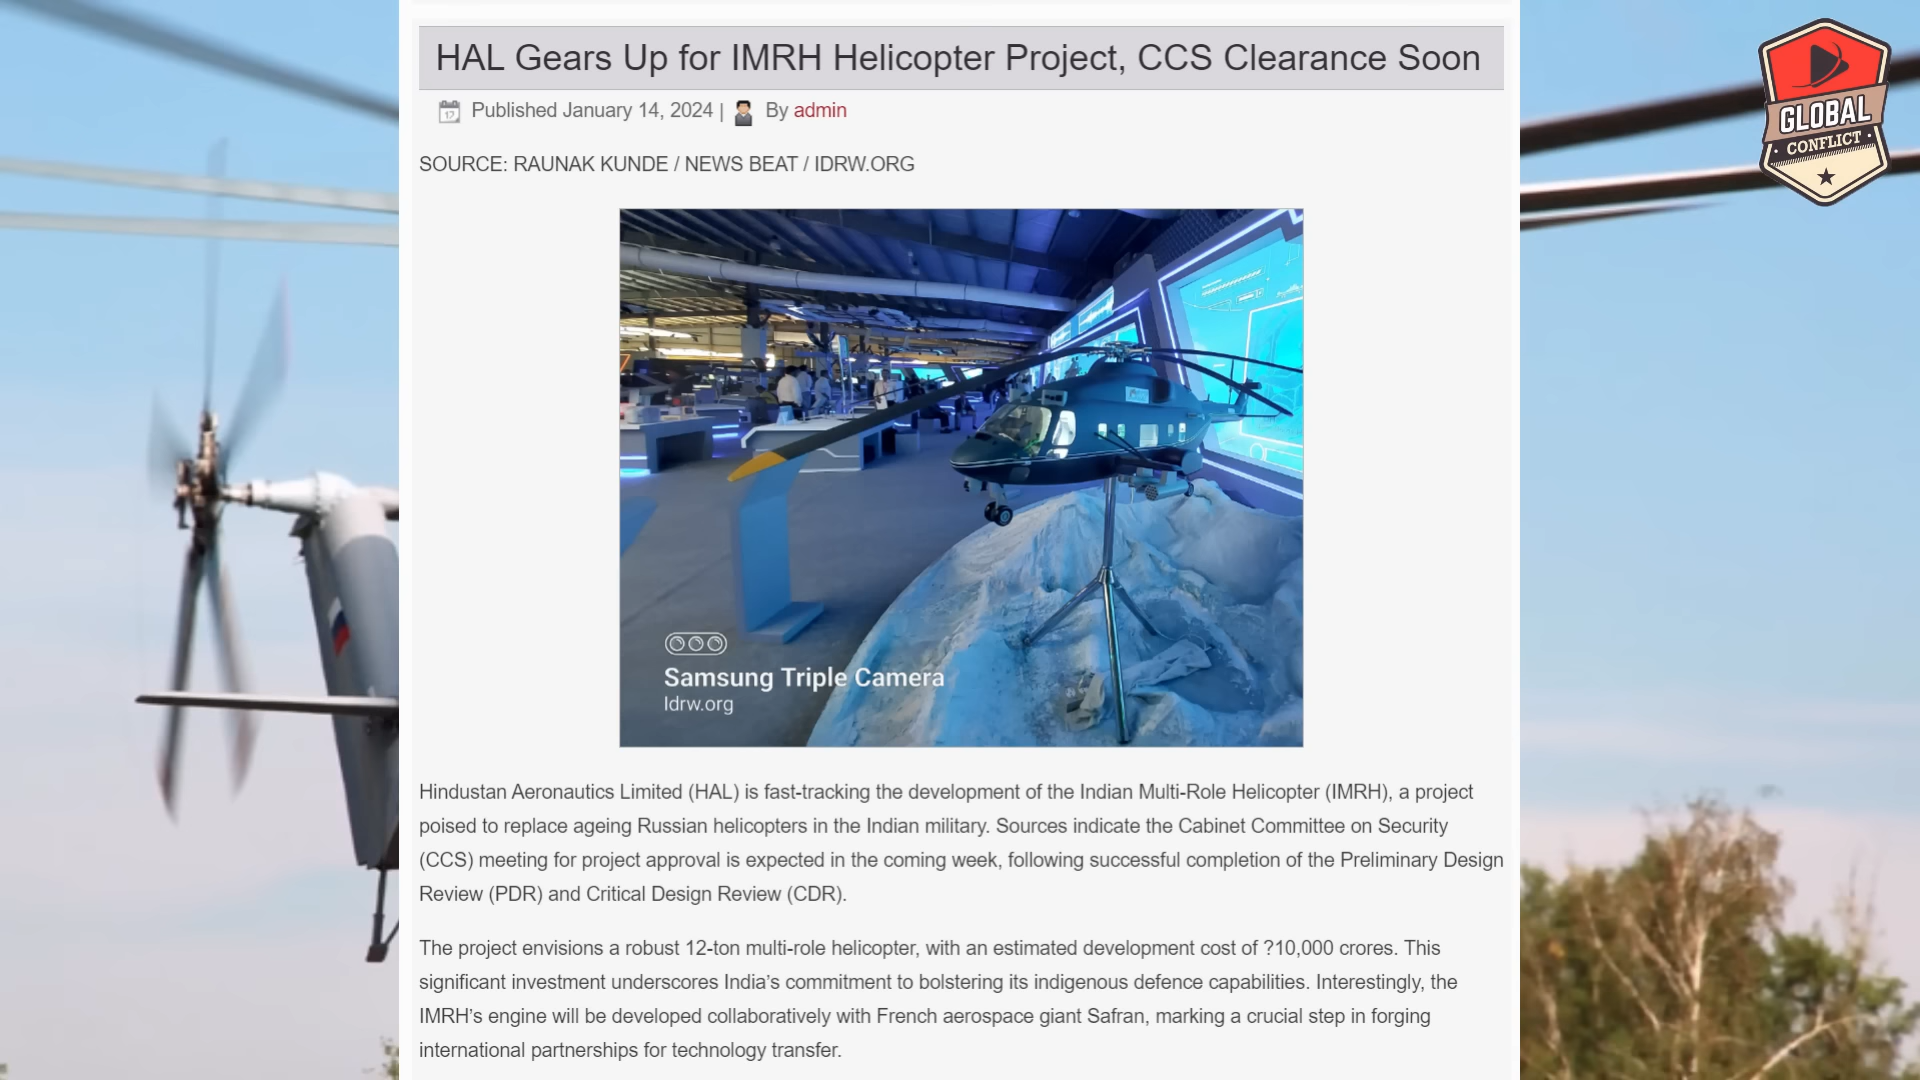 HAL Gears Up for IMRH Helicopter Project, CCS Clearance Soon
17 Published January 14, 2024 | By admin
SOURCE: RAUNAK KUNDE / NEWS BEAT / IDRW.ORG
Samsung Triple Camera
Idrw.org
Hindustan Aeronautics Limited (HAL) is fast-tracking the development of the Indian Multi-Role Helicopter (IMRH), a project
poised to replace ageing Russian helicopters in the Indian military. Sources indicate the Cabinet Committee on Security
(CCS) meeting for project approval is expected in the coming week, following successful completion of the Preliminary Design
Review (PDR) and Critical Design Review (CDR).
The project envisions a robust 12-ton multi-role helicopter, with an estimated development cost of ?10,000 crores. This
significant investment underscores India’s commitment to bolstering its indigenous defence capabilities. Interestingly, the
IMRH’s engine will be developed collaboratively with French aerospace giant Safran, marking a crucial step in forging
international partnerships for technology transfer.
GLOBAL
CONFLICT